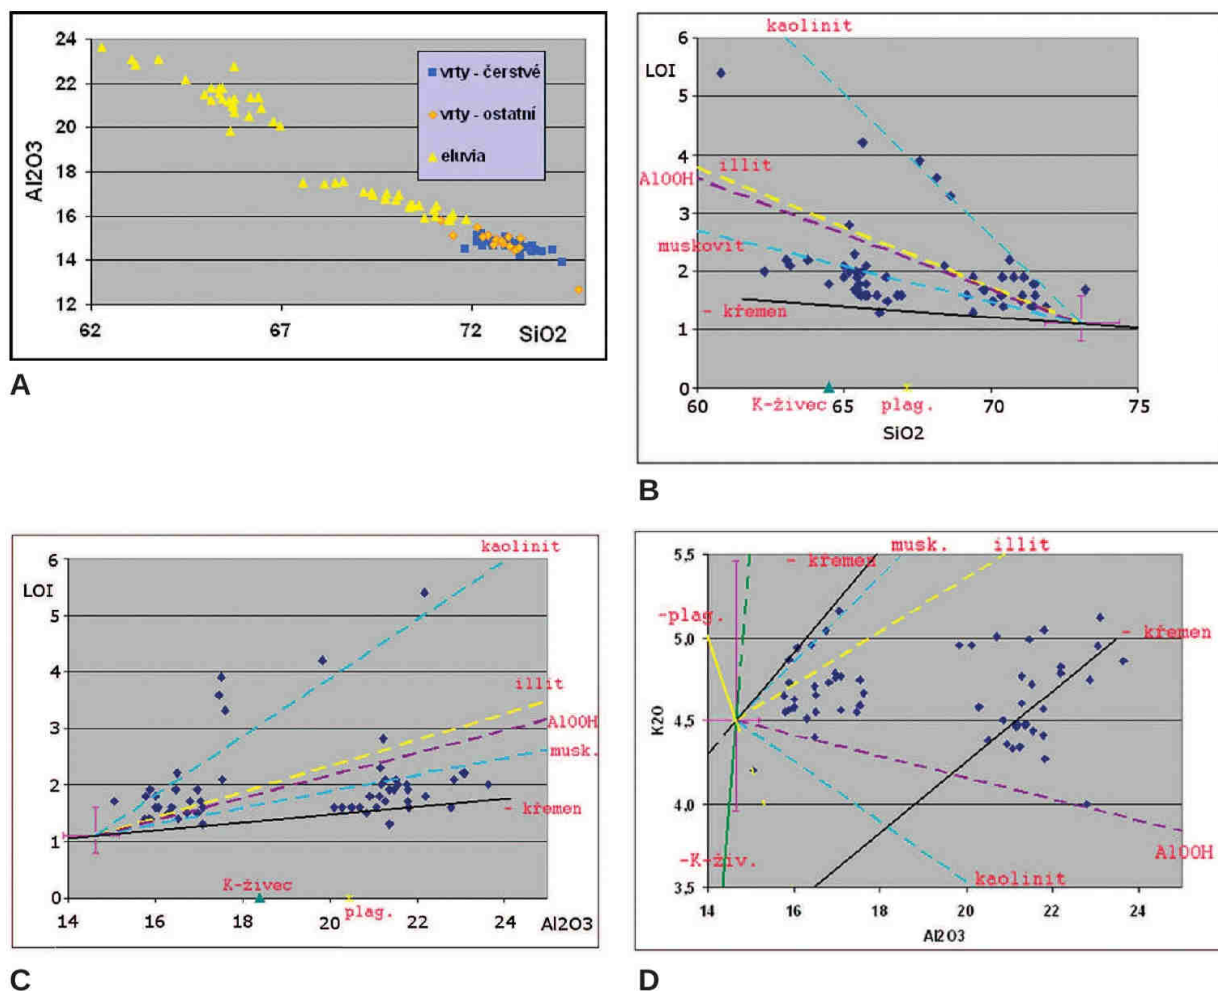 24
22
20
18
16
14
12
Al2O3
62
67
72
SiO2
vrty - čerstvé
vrty - ostatní
eluvia
A
6
5
4
3
2
1
0
LOI
kaolinit
illit
A100H
muskovit
- křemen
60
65
70
75
K-živec
plag.
SiO2
B
6
5
4
3
2
1
0
LOI
kaolinit
illit
A100H
musk.
- křemen
K-živec
plag.
14
16
18
20
22
24
Al2O3
C
5,5
5,0
4,5
4,0
3,5
K2O
- křemen
musk.
illit
-plag.
- křemen
-K-živ.
kaolinit
A100H
14
16
18
20
22
24
Al2O3
D